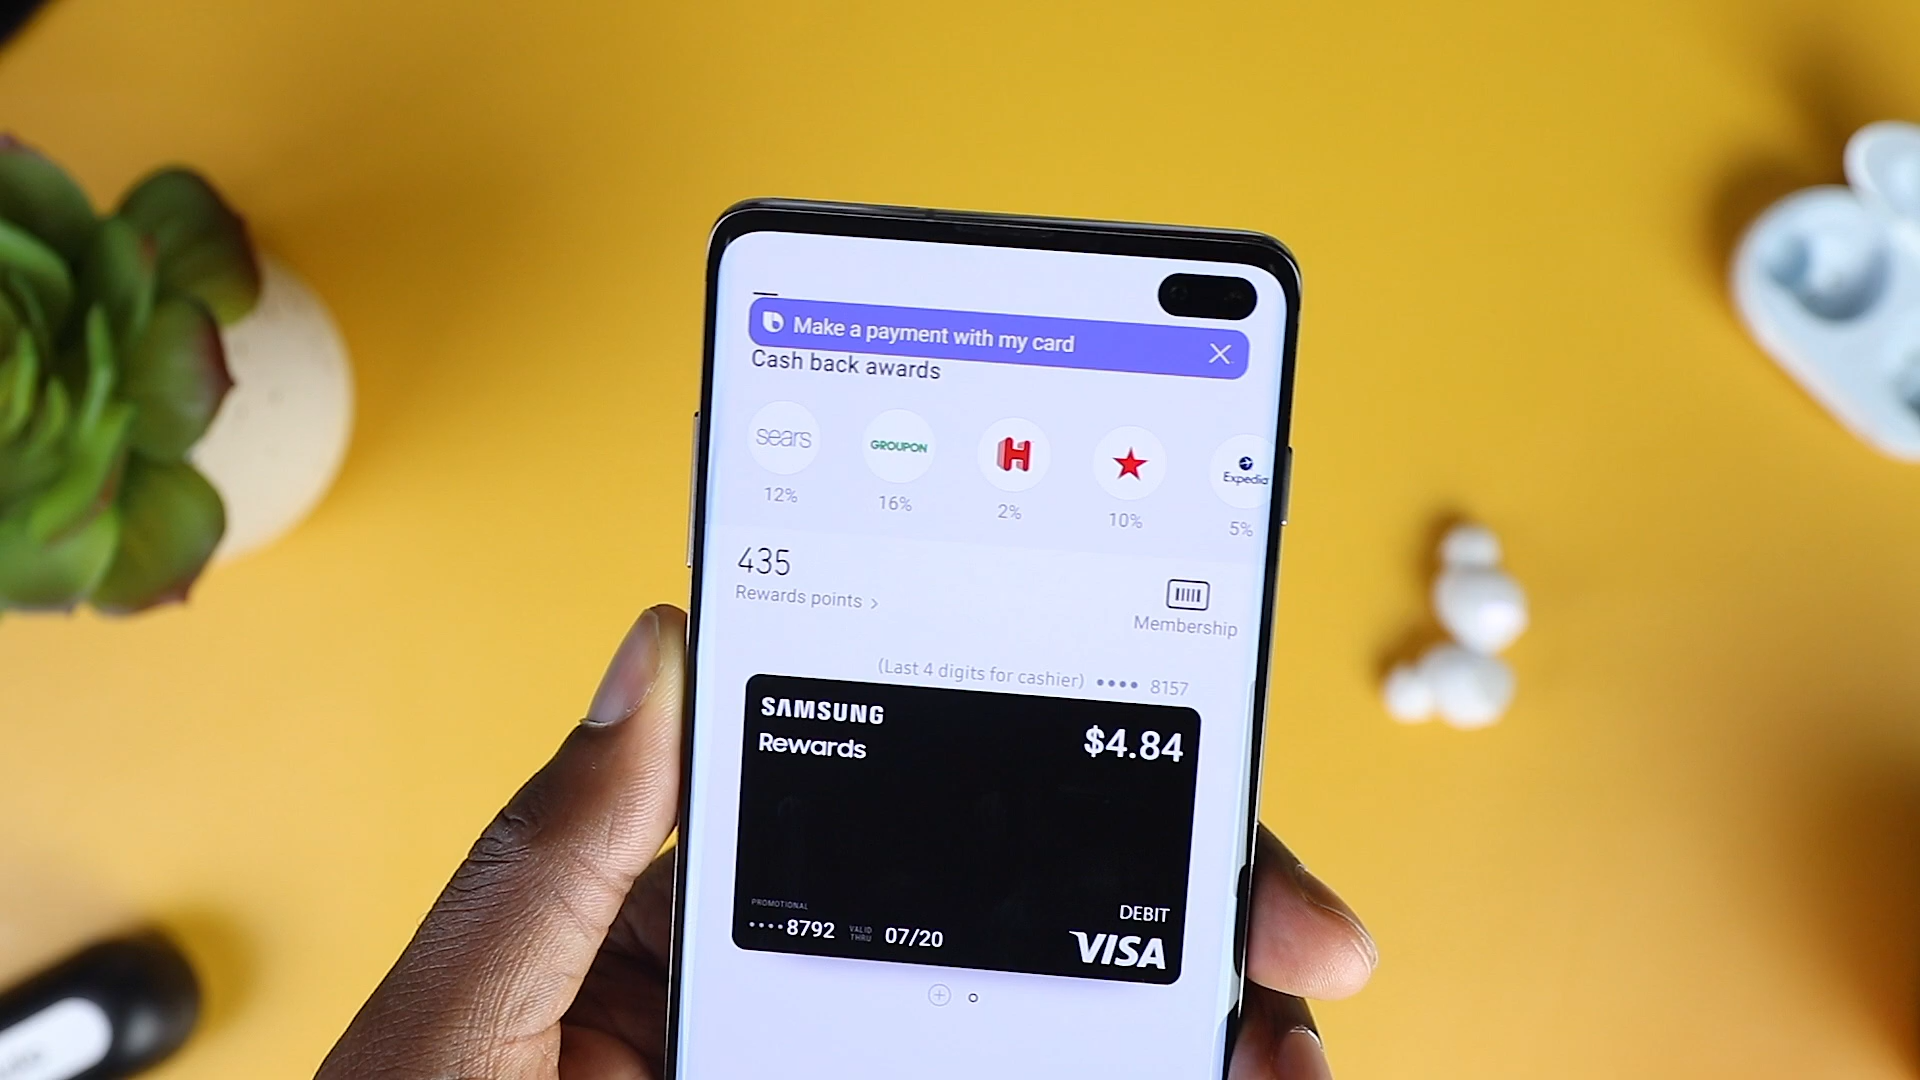 Make a payment with my card
Cash back awards
sears
GROUPON
Expedia
12%
16%
2%
10%
5%
435
Rewards points >
Membership
(Last 4 digits for cashier) •••• 8157
SAMSUNG
Rewards
$4.84
PROMOTIONAL
••••8792 VALID THRU 07/20
DEBIT
VISA